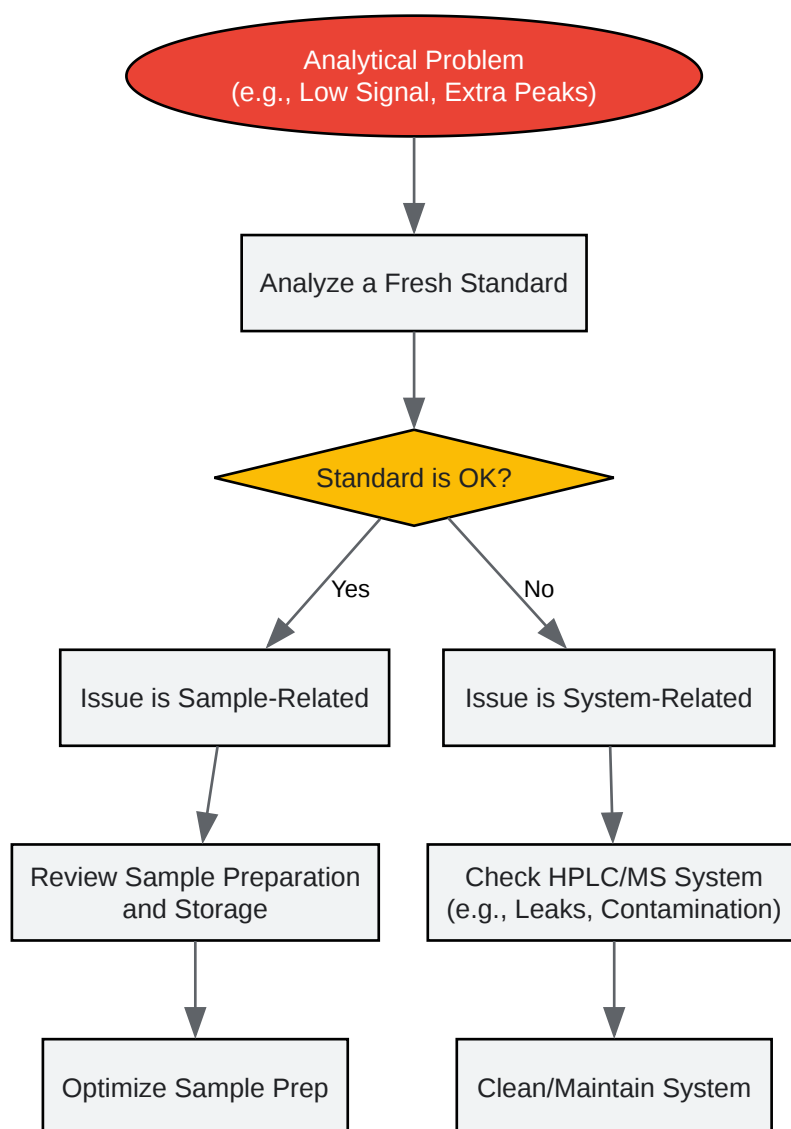 Analytical Problem
(e.g., Low Signal, Extra Peaks)
Analyze a Fresh Standard
Standard is OK?
Yes
No
Issue is Sample-Related
Issue is System-Related
Review Sample Preparation
and Storage
Check HPLC/MS System
(e.g., Leaks, Contamination)
Optimize Sample Prep
Clean/Maintain System